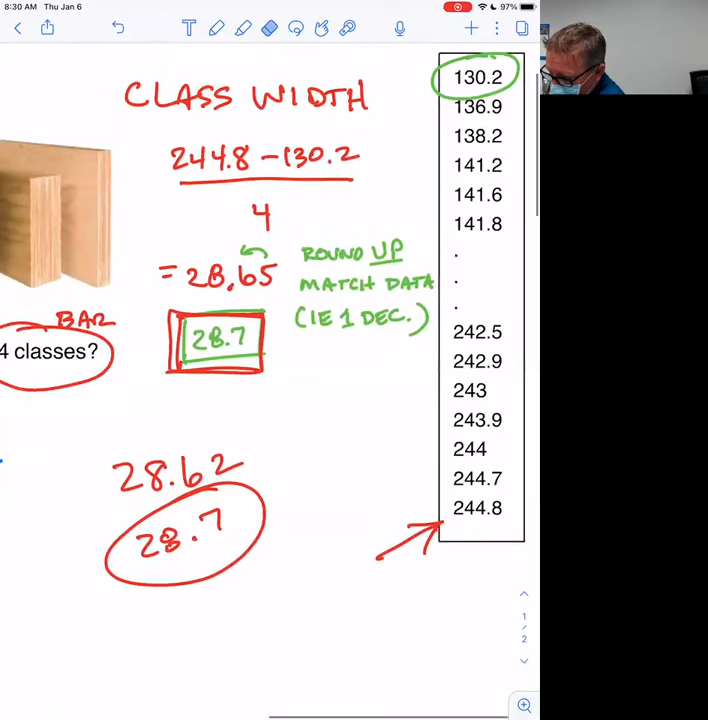 8:30 AM Thu Jan 6
97%
T
CLASS WIDTH
244.8 - 130.2
4
= 28.65
ROUND UP
MATCH DATA
(IE 1 DEC.)
28.7
BAR
4 classes?
28.62
28.7
130.2
136.9
138.2
141.2
141.6
141.8
.
.
.
242.5
242.9
243
243.9
244
244.7
244.8
1
/
2